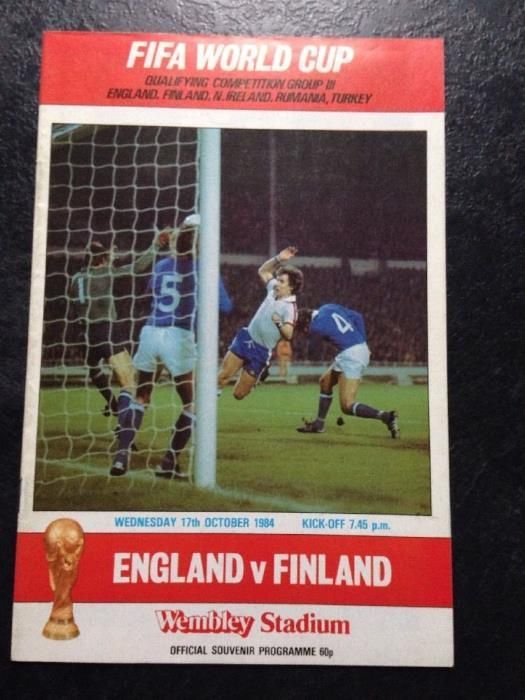 FIFA WORLD CUP
QUALIFYING COMPETITION GROUP III
ENGLAND, FINLAND, N. IRELAND, RUMANIA, TURKEY
1
5
4
WEDNESDAY 17th OCTOBER 1984 KICK-OFF 7.45 p.m.
ENGLAND v FINLAND
Wembley Stadium
OFFICIAL SOUVENIR PROGRAMME 60p